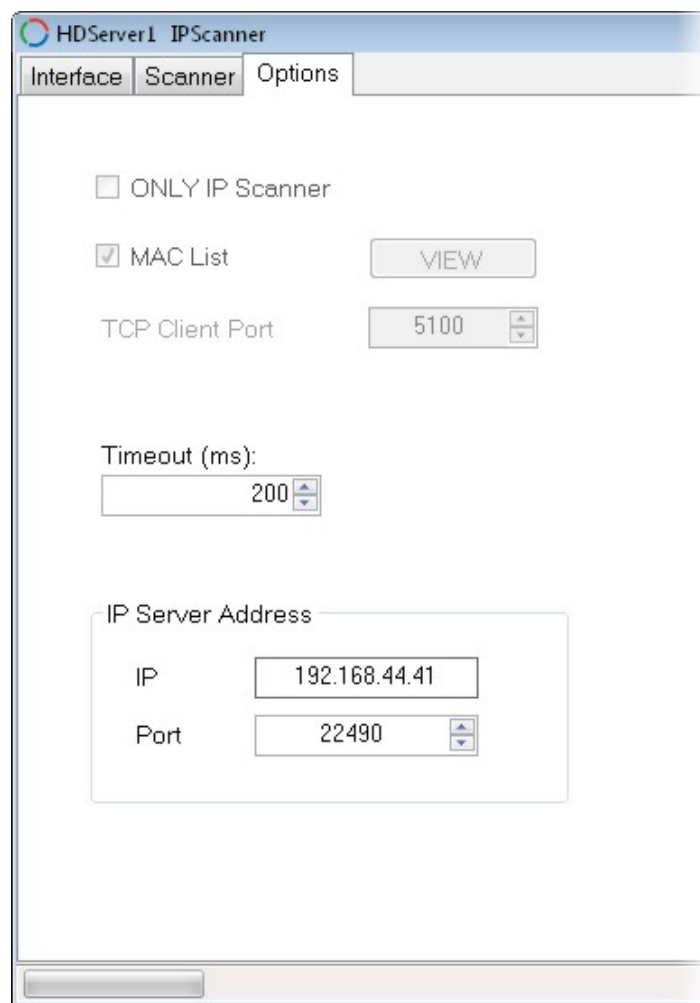 HDServer1 IPScanner
Interface Scanner Options
ONLY IP Scanner
MAC List VIEW
TCP Client Port 5100
Timeout (ms):
200
IP Server Address
IP 192.168.44.41
Port 22490